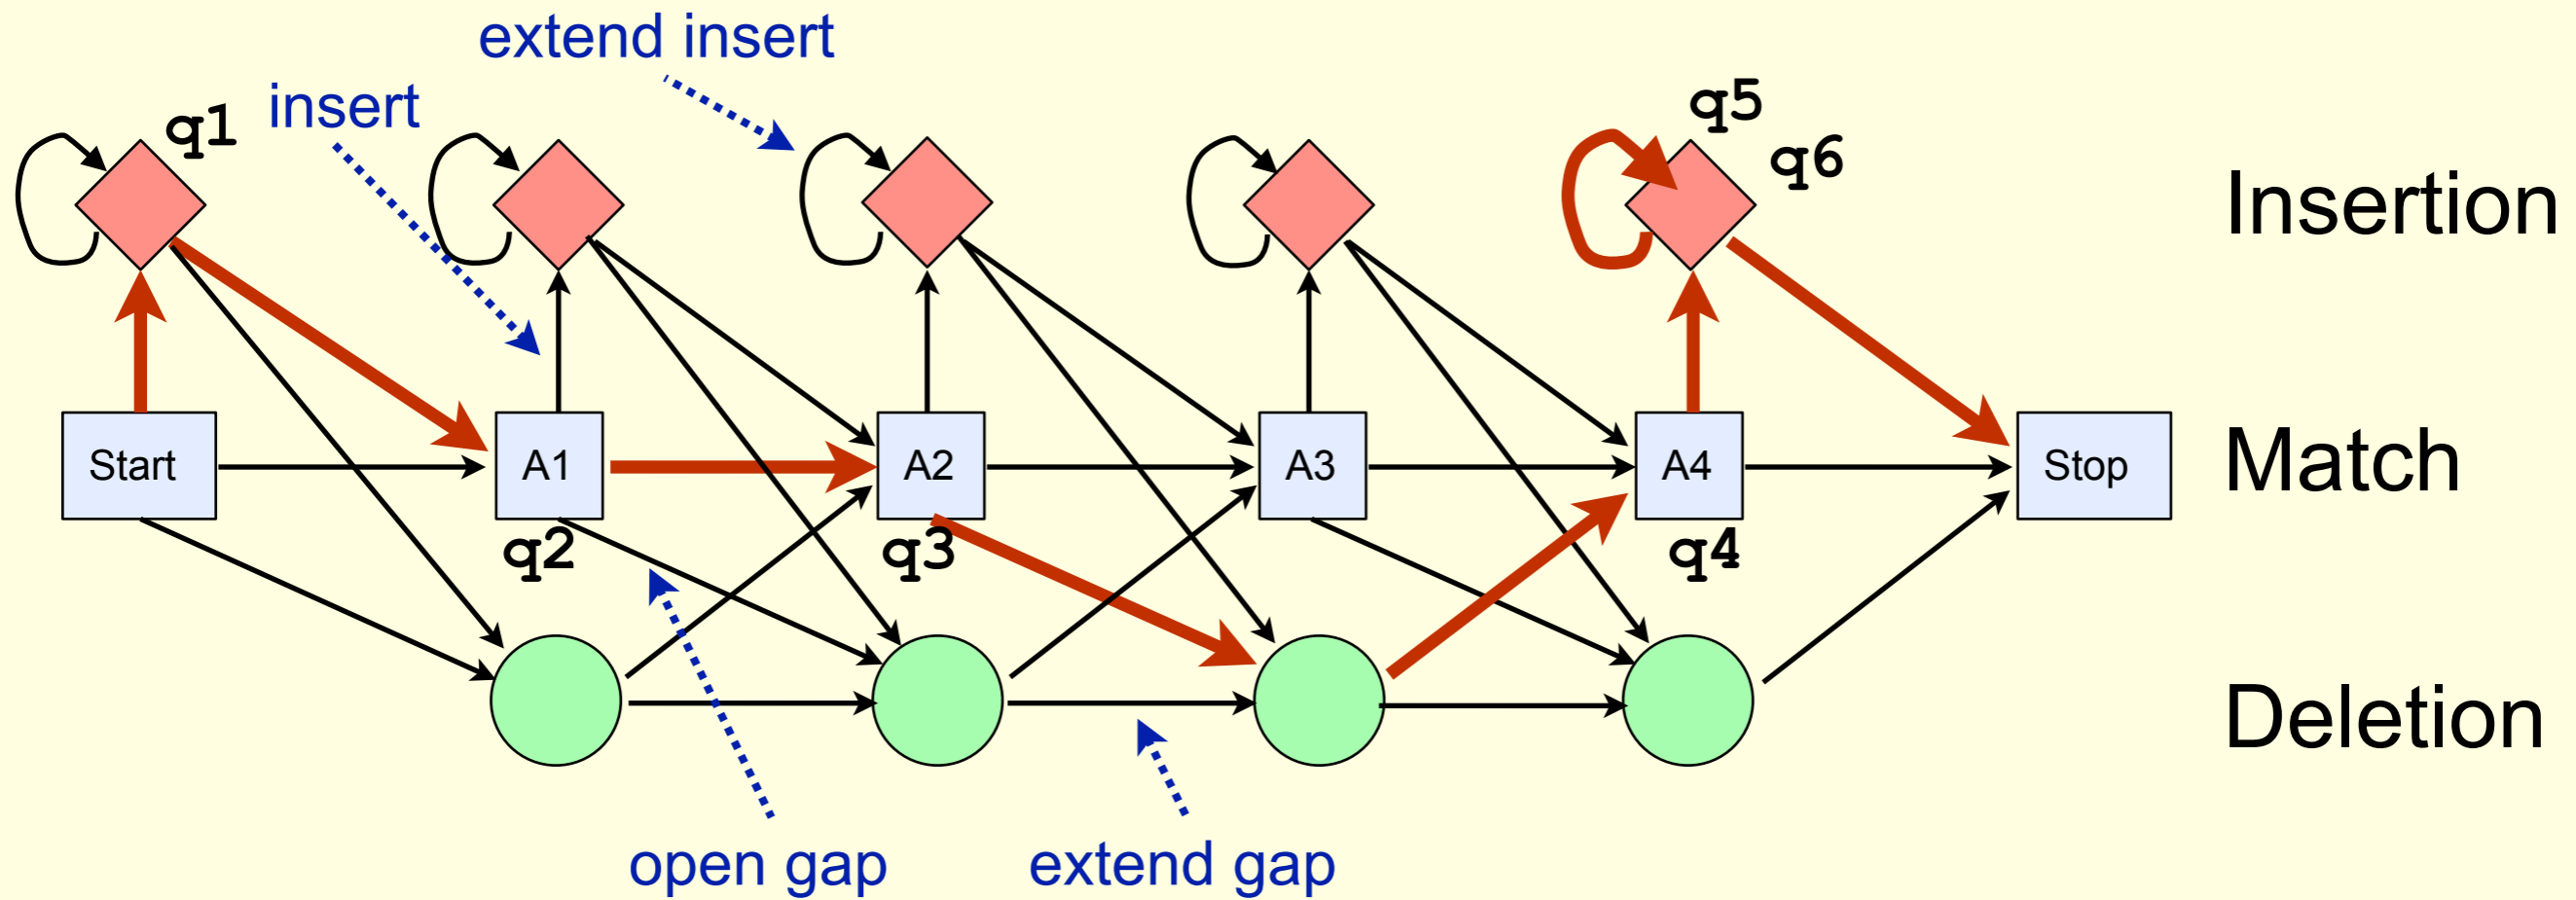 extend insert
q5
insert
q1
q6
Insertion
Start
A1
A2
A3
A4
Stop
Match
q2
q3
q4
Deletion
open gap
extend gap